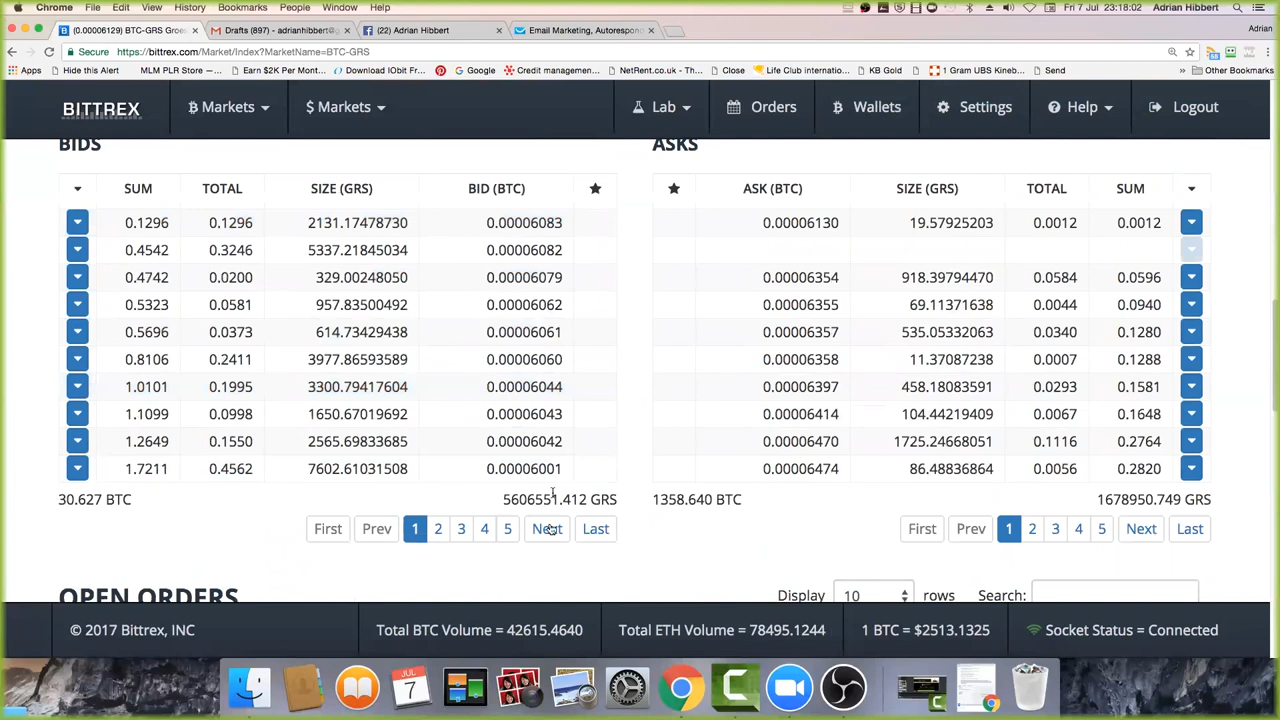 Chrome File Edit View History Bookmarks People Window Help Fri 7 Jul 23:18:02 Adrian Hibbert
(0.00006129) BTC-GRS Groes Drafts (897) - adrianhibbert@g (22) Adrian Hibbert Email Marketing, Autorespond Adrian
Secure https://bittrex.com/Market/Index?MarketName=BTC-GRS
Apps Hide this Alert MLM PLR Store —... Earn $2K Per Mont... Download IObit Fr... Google Credit managemen... NetRent.co.uk - Th... Close Life Club internatio... KB Gold 1 Gram UBS Kineb... Send Other Bookmarks
BITTREX Markets $ Markets Lab Orders Wallets Settings Help Logout
BIDS ASKS
SUM TOTAL SIZE (GRS) BID (BTC) ASK (BTC) SIZE (GRS) TOTAL SUM
0.1296 0.1296 2131.17478730 0.00006083 0.00006130 19.57925203 0.0012 0.0012
0.4542 0.3246 5337.21845034 0.00006082
0.4742 0.0200 329.00248050 0.00006079 0.00006354 918.39794470 0.0584 0.0596
0.5323 0.0581 957.83500492 0.00006062 0.00006355 69.11371638 0.0044 0.0940
0.5696 0.0373 614.73429438 0.00006061 0.00006357 535.05332063 0.0340 0.1280
0.8106 0.2411 3977.86593589 0.00006060 0.00006358 11.37087238 0.0007 0.1288
1.0101 0.1995 3300.79417604 0.00006044 0.00006397 458.18083591 0.0293 0.1581
1.1099 0.0998 1650.67019692 0.00006043 0.00006414 104.44219409 0.0067 0.1648
1.2649 0.1550 2565.69833685 0.00006042 0.00006470 1725.24668051 0.1116 0.2764
1.7211 0.4562 7602.61031508 0.00006001 0.00006474 86.48836864 0.0056 0.2820
30.627 BTC 5606551.412 GRS 1358.640 BTC 1678950.749 GRS
First Prev 1 2 3 4 5 Next Last First Prev 1 2 3 4 5 Next Last
OPEN ORDERS Display 10 rows Search:
© 2017 Bittrex, INC Total BTC Volume = 42615.4640 Total ETH Volume = 78495.1244 1 BTC = $2513.1325 Socket Status = Connected
JUL
7